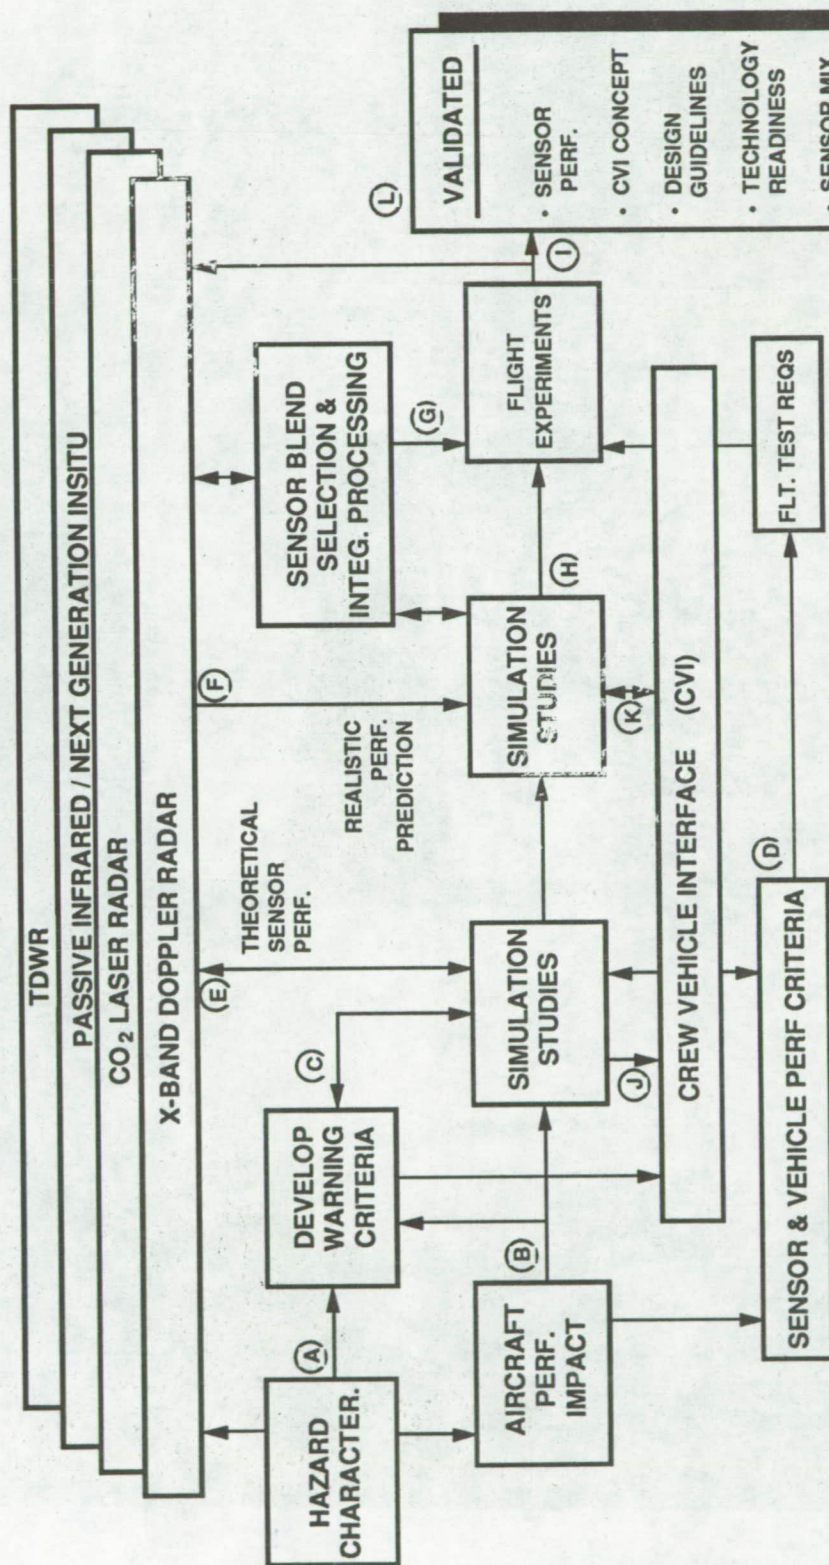 TDWR
PASSIVE INFRARED / NEXT GENERATION INSITU
CO₂ LASER RADAR
X-BAND DOPPLER RADAR
HAZARD
CHARACTER.
(A)
DEVELOP
WARNING
CRITERIA
(C)
(E)
THEORETICAL
SENSOR
PERF.
(F)
REALISTIC
PERF.
PREDICTION
SENSOR BLEND
SELECTION &
INTEG. PROCESSING
(G)
AIRCRAFT
PERF.
IMPACT
(B)
SIMULATION
STUDIES
(J)
SIMULATION
STUDIES
(K)
(H)
FLIGHT
EXPERIMENTS
(I)
CREW VEHICLE INTERFACE (CVI)
SENSOR & VEHICLE PERF CRITERIA
(D)
FLT. TEST REQS
(L)
VALIDATED
• SENSOR
PERF.
• CVI CONCEPT
• DESIGN
GUIDELINES
• TECHNOLOGY
READINESS
• SENSOR MIX